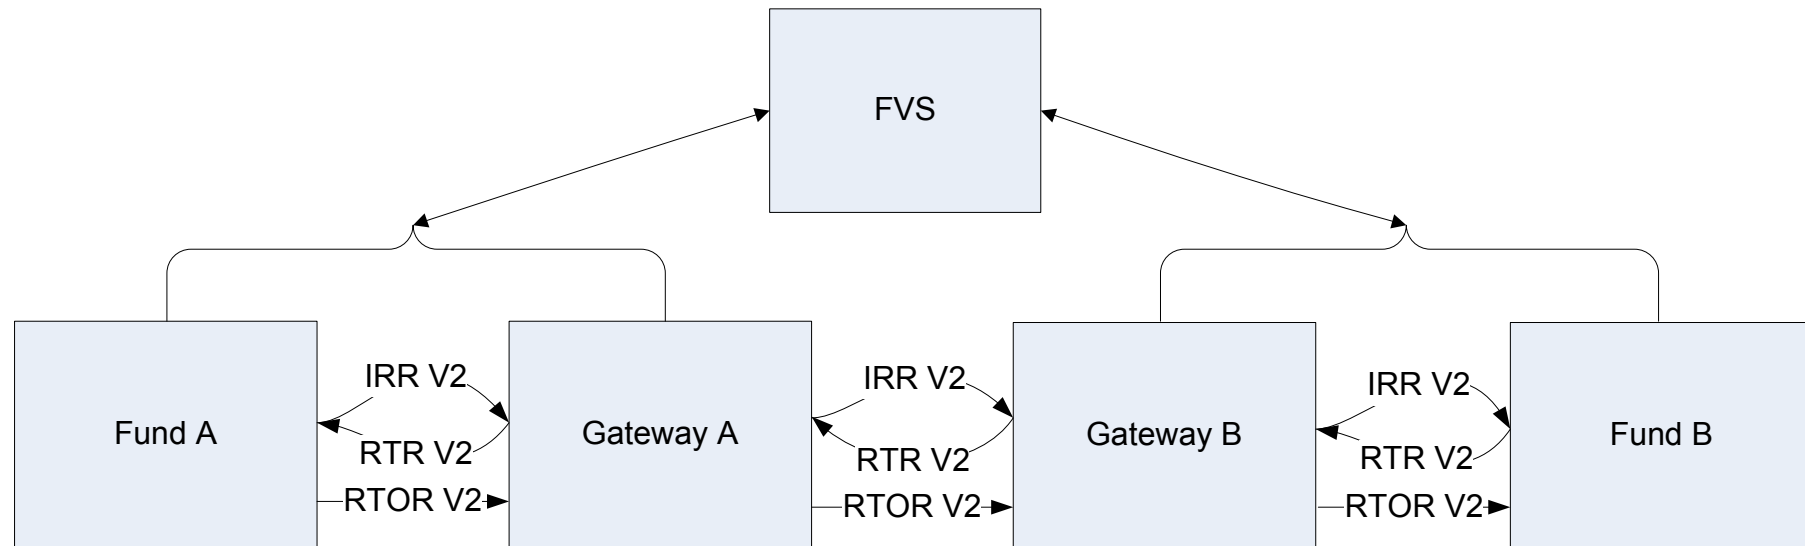 FVS
IRR V2
IRR V2
IRR V2
Fund A
Gateway A
Gateway B
Fund B
RTR V2
RTR V2
RTR V2
RTOR V2
RTOR V2
RTOR V2